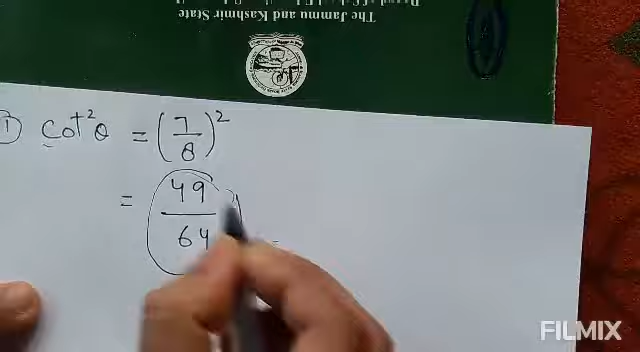 The Jammu and Kashmir State
① Cot²θ = (7/8)²
= 49/64
=
FILMIX